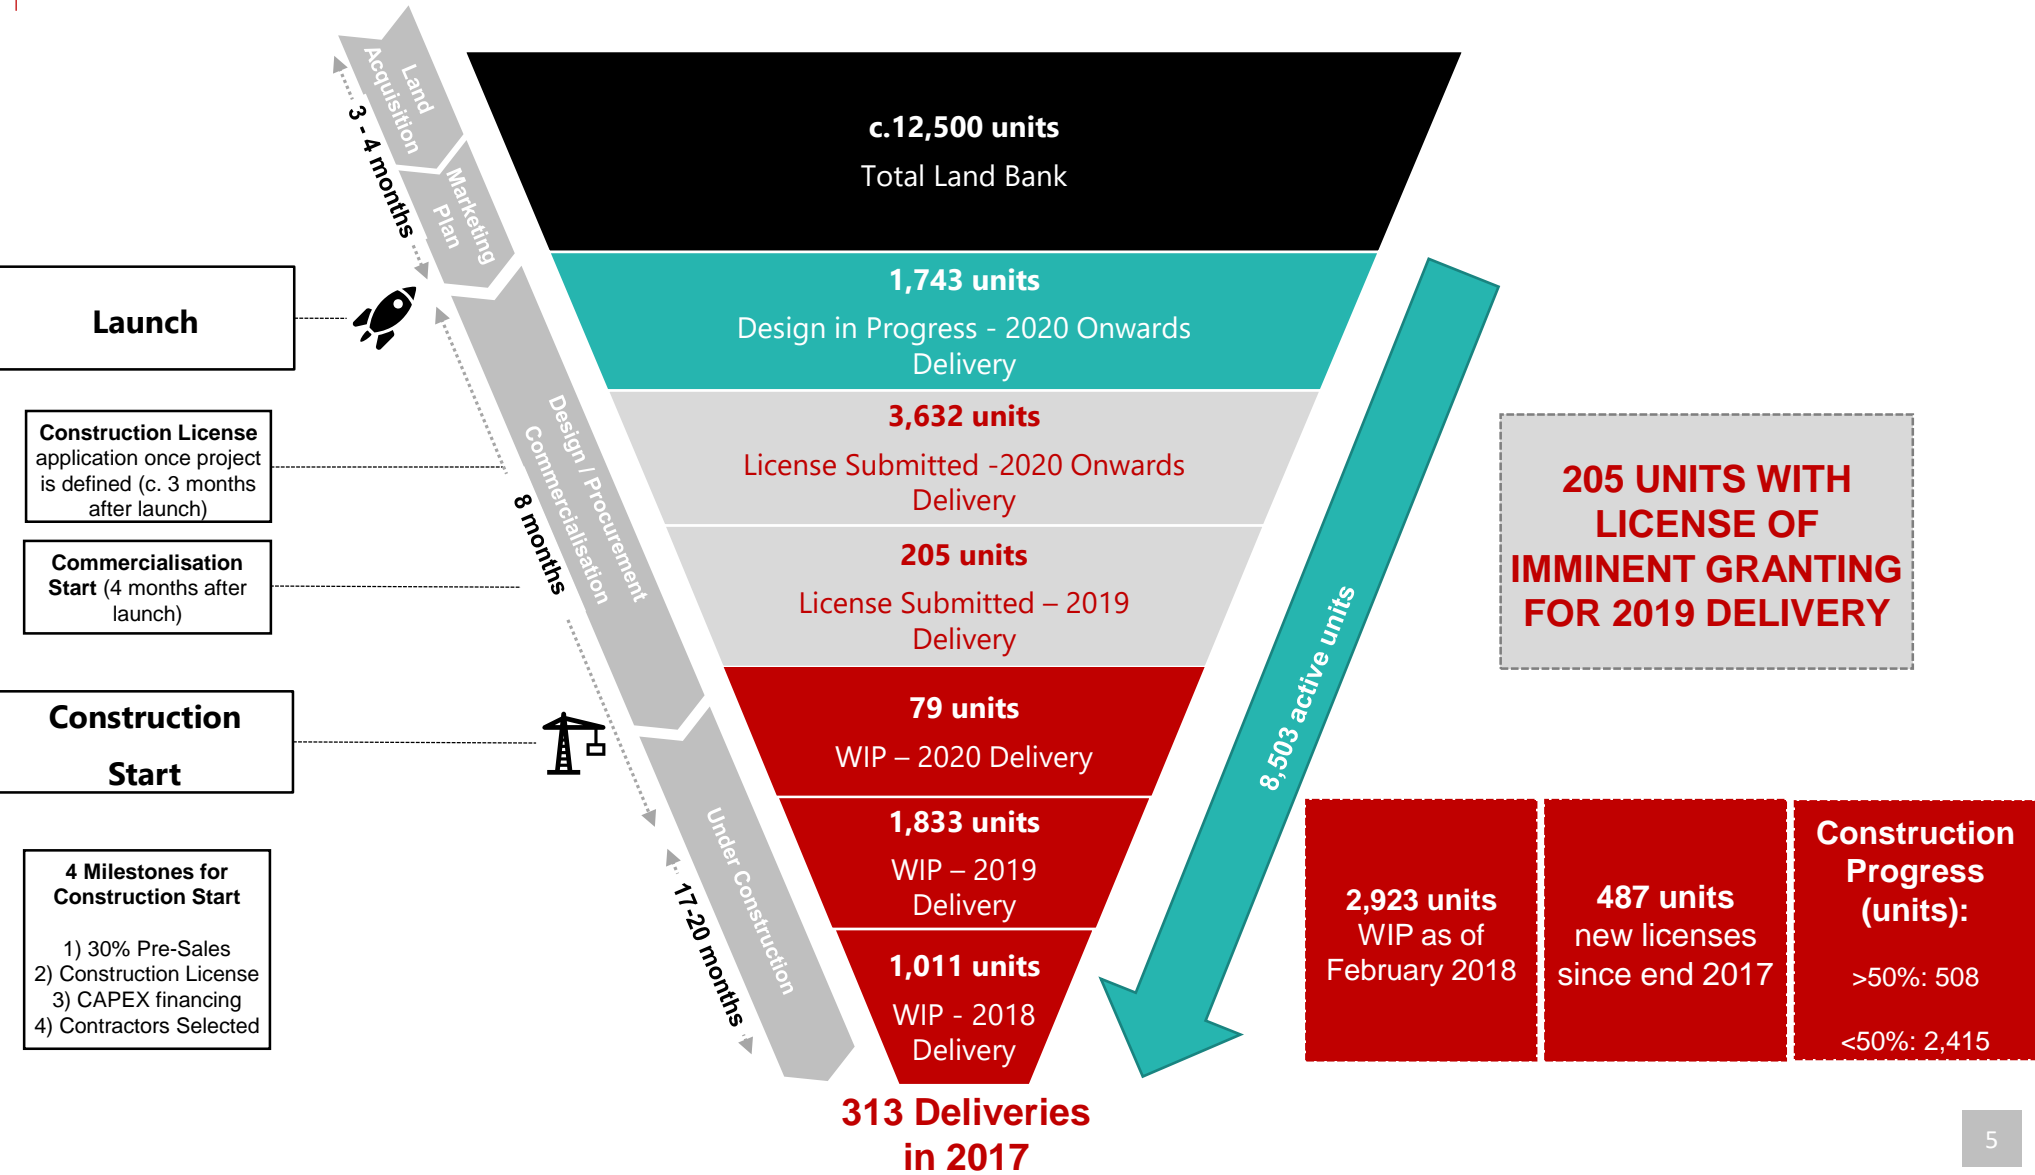 Land
Acquisition
3 - 4 months
Marketing
Plan
c.12,500 units
Total Land Bank
1,743 units
Design in Progress - 2020 Onwards
Delivery
Launch
3,632 units
License Submitted -2020 Onwards
Delivery
Construction License
application once project
is defined (c. 3 months
after launch)
Design / Procurement
Commercialisation
8 months
205 units
License Submitted – 2019
Delivery
Commercialisation
Start (4 months after
launch)
8,503 active units
205 UNITS WITH
LICENSE OF
IMMINENT GRANTING
FOR 2019 DELIVERY
Construction
Start
79 units
WIP – 2020 Delivery
1,833 units
WIP – 2019
Delivery
Under Construction
17-20 months
1,011 units
WIP - 2018
Delivery
4 Milestones for
Construction Start
1) 30% Pre-Sales
2) Construction License
3) CAPEX financing
4) Contractors Selected
2,923 units
WIP as of
February 2018
487 units
new licenses
since end 2017
Construction
Progress
(units):
>50%: 508
<50%: 2,415
313 Deliveries
in 2017
5